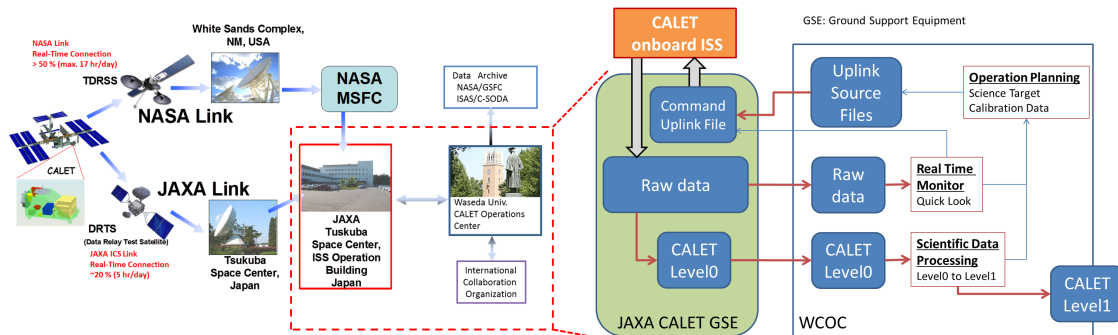 NASA Link
Real-Time Connection
> 50 % (max. 17 hr/day)
White Sands Complex,
NM, USA
TDRSS
NASA Link
NASA
MSFC
Data Archive
NASA/GSFC
ISAS/C-SODA
CALET
JAXA Link
DRTS
(Data Relay Test Satellite)
JAXA ICS Link
Real-Time Connection
~20 % (5 hr/day)
Tsukuba
Space Center,
Japan
JAXA
Tuskuba
Space Center,
ISS Operation
Building
Japan
Waseda Univ.
CALET Operations
Center
International
Collaboration
Organization
CALET
onboard ISS
Command
Uplink File
Raw data
CALET
Level0
JAXA CALET GSE
GSE: Ground Support Equipment
Uplink
Source
Files
Operation Planning
Science Target
Calibration Data
Raw
data
Real Time
Monitor
Quick Look
CALET
Level0
Scientific Data
Processing
Level0 to Level1
CALET
Level1
WCOC